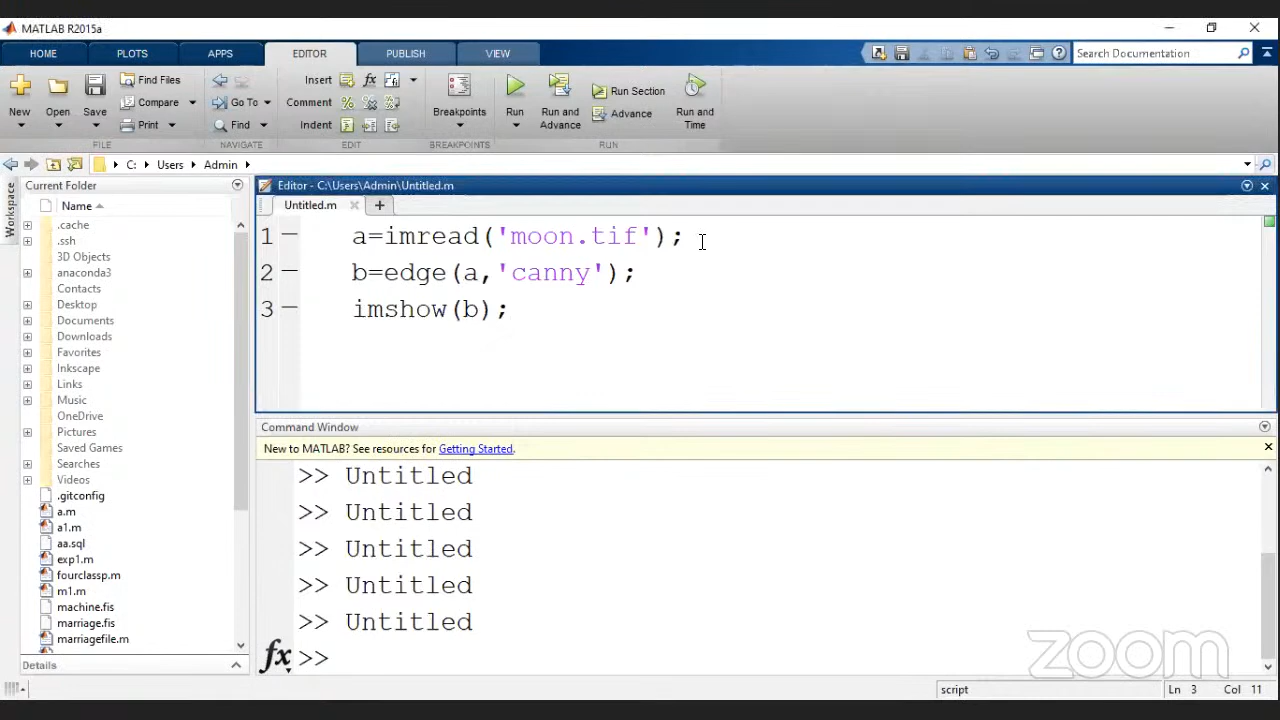 MATLAB R2015a
HOME PLOTS APPS EDITOR PUBLISH VIEW Search Documentation
New Open Save Find Files Compare Print
Go To Find
Insert fx Comment Indent
Breakpoints
Run Run and Advance Run Section Advance Run and Time
FILE NAVIGATE EDIT BREAKPOINTS RUN
C: Users Admin
Workspace
Current Folder
Name
.cache
.ssh
3D Objects
anaconda3
Contacts
Desktop
Documents
Downloads
Favorites
Inkscape
Links
Music
OneDrive
Pictures
Saved Games
Searches
Videos
.gitconfig
a.m
a1.m
aa.sql
exp1.m
fourclassp.m
m1.m
machine.fis
marriage.fis
marriagefile.m
Details
Editor - C:\Users\Admin\Untitled.m
Untitled.m +
1 — a=imread('moon.tif');
2 — b=edge(a,'canny');
3 — imshow(b);
Command Window
New to MATLAB? See resources for Getting Started.
>> Untitled
>> Untitled
>> Untitled
>> Untitled
>> Untitled
fx >>
zoom
script Ln 3 Col 11